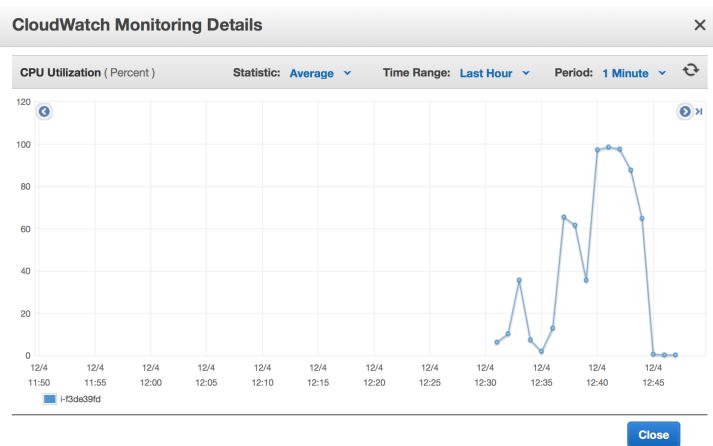 CloudWatch Monitoring Details
CPU Utilization ( Percent ) Statistic: Average Time Range: Last Hour Period: 1 Minute
120
100
80
60
40
20
0
12/4 12/4 12/4 12/4 12/4 12/4 12/4 12/4 12/4 12/4 12/4 12/4
11:50 11:55 12:00 12:05 12:10 12:15 12:20 12:25 12:30 12:35 12:40 12:45
i-f3de39fd
Close